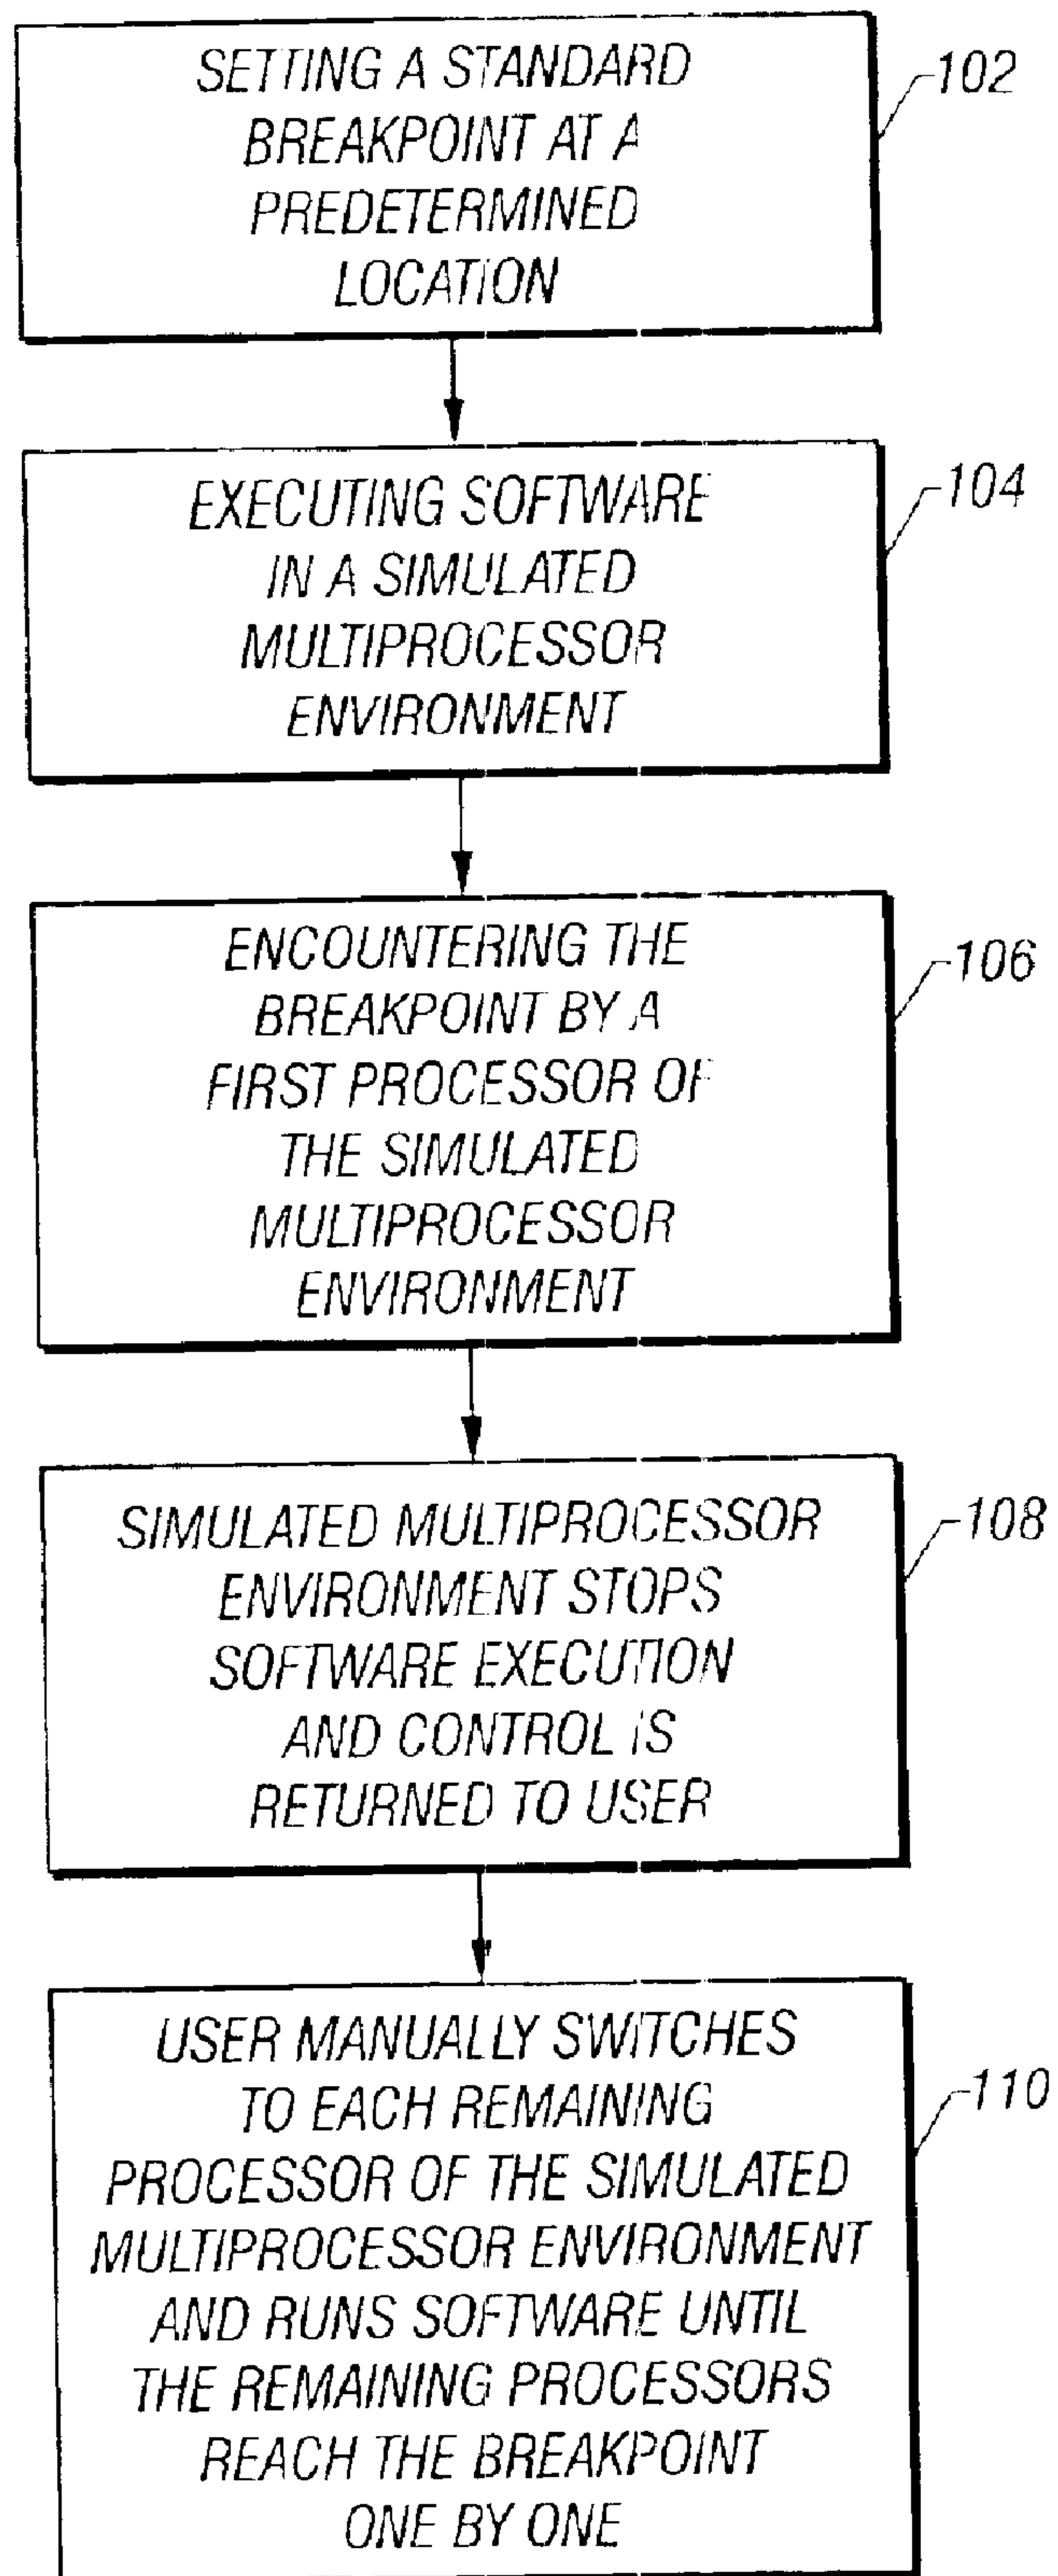 SETTING A STANDARD
BREAKPOINT AT A
PREDETERMINED
LOCATION
102
EXECUTING SOFTWARE
IN A SIMULATED
MULTIPROCESSOR
ENVIRONMENT
104
ENCOUNTERING THE
BREAKPOINT BY A
FIRST PROCESSOR OF
THE SIMULATED
MULTIPROCESSOR
ENVIRONMENT
106
SIMULATED MULTIPROCESSOR
ENVIRONMENT STOPS
SOFTWARE EXECUTION
AND CONTROL IS
RETURNED TO USER
108
USER MANUALLY SWITCHES
TO EACH REMAINING
PROCESSOR OF THE SIMULATED
MULTIPROCESSOR ENVIRONMENT
AND RUNS SOFTWARE UNTIL
THE REMAINING PROCESSORS
REACH THE BREAKPOINT
ONE BY ONE
110